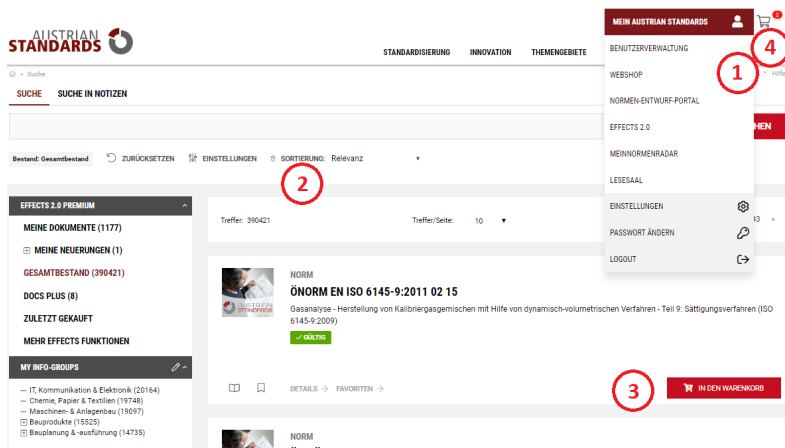 AUSTRIAN
STANDARDS
STANDARDISIERUNG INNOVATION THEMENGEBIETE
MEIN AUSTRIAN STANDARDS
2
BENUTZERVERWALTUNG
WEBSHOP
NORMEN-ENTWURF-PORTAL
EFFECTS 2.0
MEINNORMENRADAR
LESESAAL
EINSTELLUNGEN
PASSWORT ÄNDERN
LOGOUT
4
1
> Suche
Hilfe
SUCHE SUCHE IN NOTIZEN
HEN
Bestand: Gesamtbestand ZURÜCKSETZEN EINSTELLUNGEN SORTIERUNG: Relevanz
2
EFFECTS 2.0 PREMIUM
MEINE DOKUMENTE (1177)
MEINE NEUERUNGEN (1)
GESAMTBESTAND (390421)
DOCS PLUS (8)
ZULETZT GEKAUFT
MEHR EFFECTS FUNKTIONEN
MY INFO-GROUPS
— IT, Kommunikation & Elektronik (20164)
— Chemie, Papier & Textilien (19748)
— Maschinen- & Anlagenbau (19097)
Bauprodukte (15525)
Bauplanung & -ausführung (14735)
Treffer: 390421 Treffer/Seite: 10 43
AUSTRIAN
STANDARDS
NORM
ÖNORM EN ISO 6145-9:2011 02 15
Gasanalyse - Herstellung von Kalibriergasgemischen mit Hilfe von dynamisch-volumetrischen Verfahren - Teil 9: Sättigungsverfahren (ISO
6145-9:2009)
GÜLTIG
DETAILS → FAVORITEN →
3
IN DEN WARENKORB
NORM